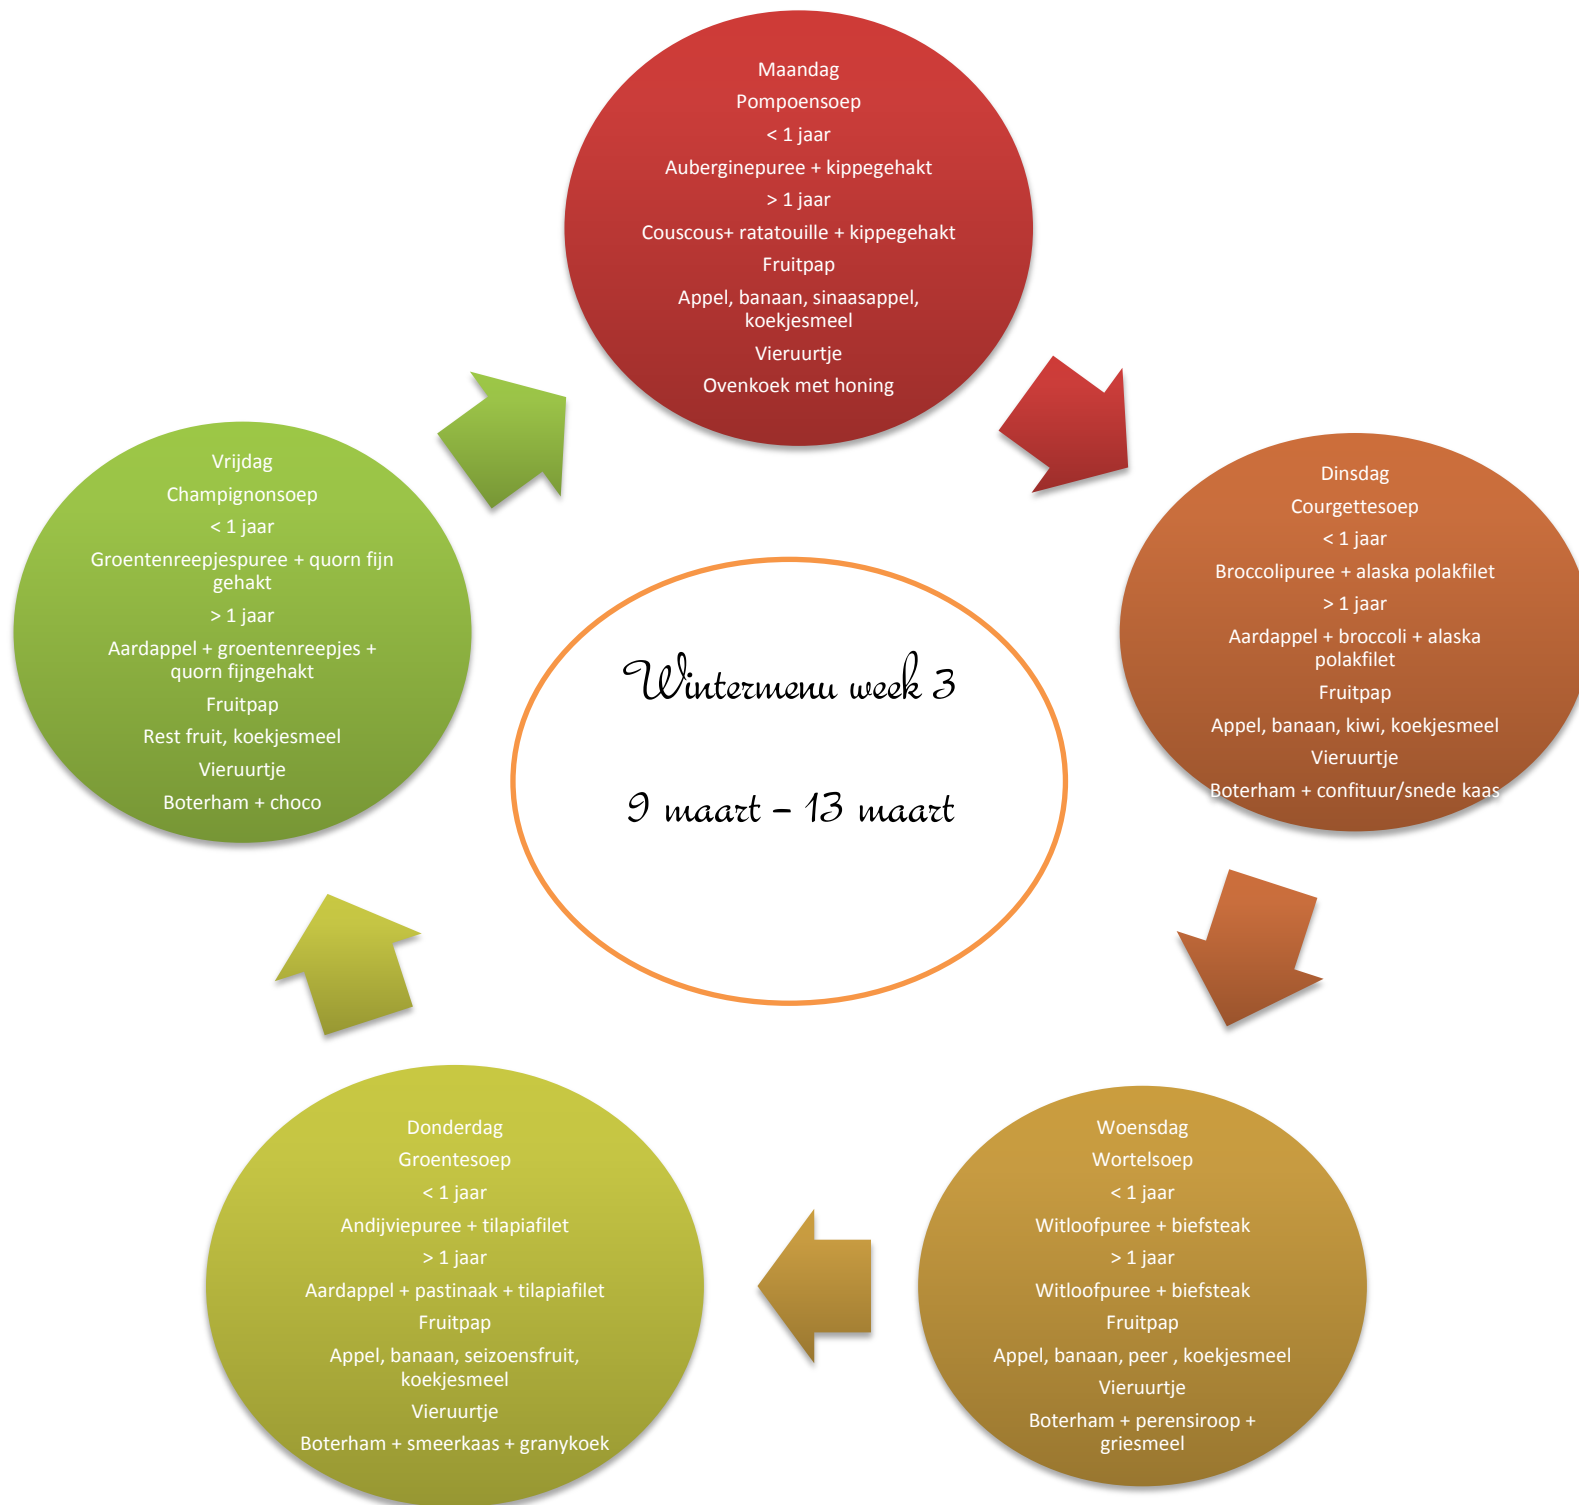 Maandag
Pompoensoep
< 1 jaar
Auberginepuree + kippegehakt
> 1 jaar
Couscous+ ratatouille + kippegehakt
Fruitpap
Appel, banaan, sinaasappel,
koekjesmeel
Vieruurtje
Ovenkoek met honing
Dinsdag
Courgettesoep
< 1 jaar
Broccolipuree + alaska polakfilet
> 1 jaar
Aardappel + broccoli + alaska
polakfilet
Fruitpap
Appel, banaan, kiwi, koekjesmeel
Vieruurtje
Boterham + confituur/snede kaas
Woensdag
Wortelsoep
< 1 jaar
Witloofpuree + biefsteak
> 1 jaar
Witloofpuree + biefsteak
Fruitpap
Appel, banaan, peer , koekjesmeel
Vieruurtje
Boterham + perensiroop +
griesmeel
Donderdag
Groentesoep
< 1 jaar
Andijviepuree + tilapiafilet
> 1 jaar
Aardappel + pastinaak + tilapiafilet
Fruitpap
Appel, banaan, seizoensfruit,
koekjesmeel
Vieruurtje
Boterham + smeerkaas + granykoek
Vrijdag
Champignonsoep
< 1 jaar
Groentenreepjespuree + quorn fijn
gehakt
> 1 jaar
Aardappel + groentenreepjes +
quorn fijngehakt
Fruitpap
Rest fruit, koekjesmeel
Vieruurtje
Boterham + choco
Wintermenu week 3
9 maart – 13 maart